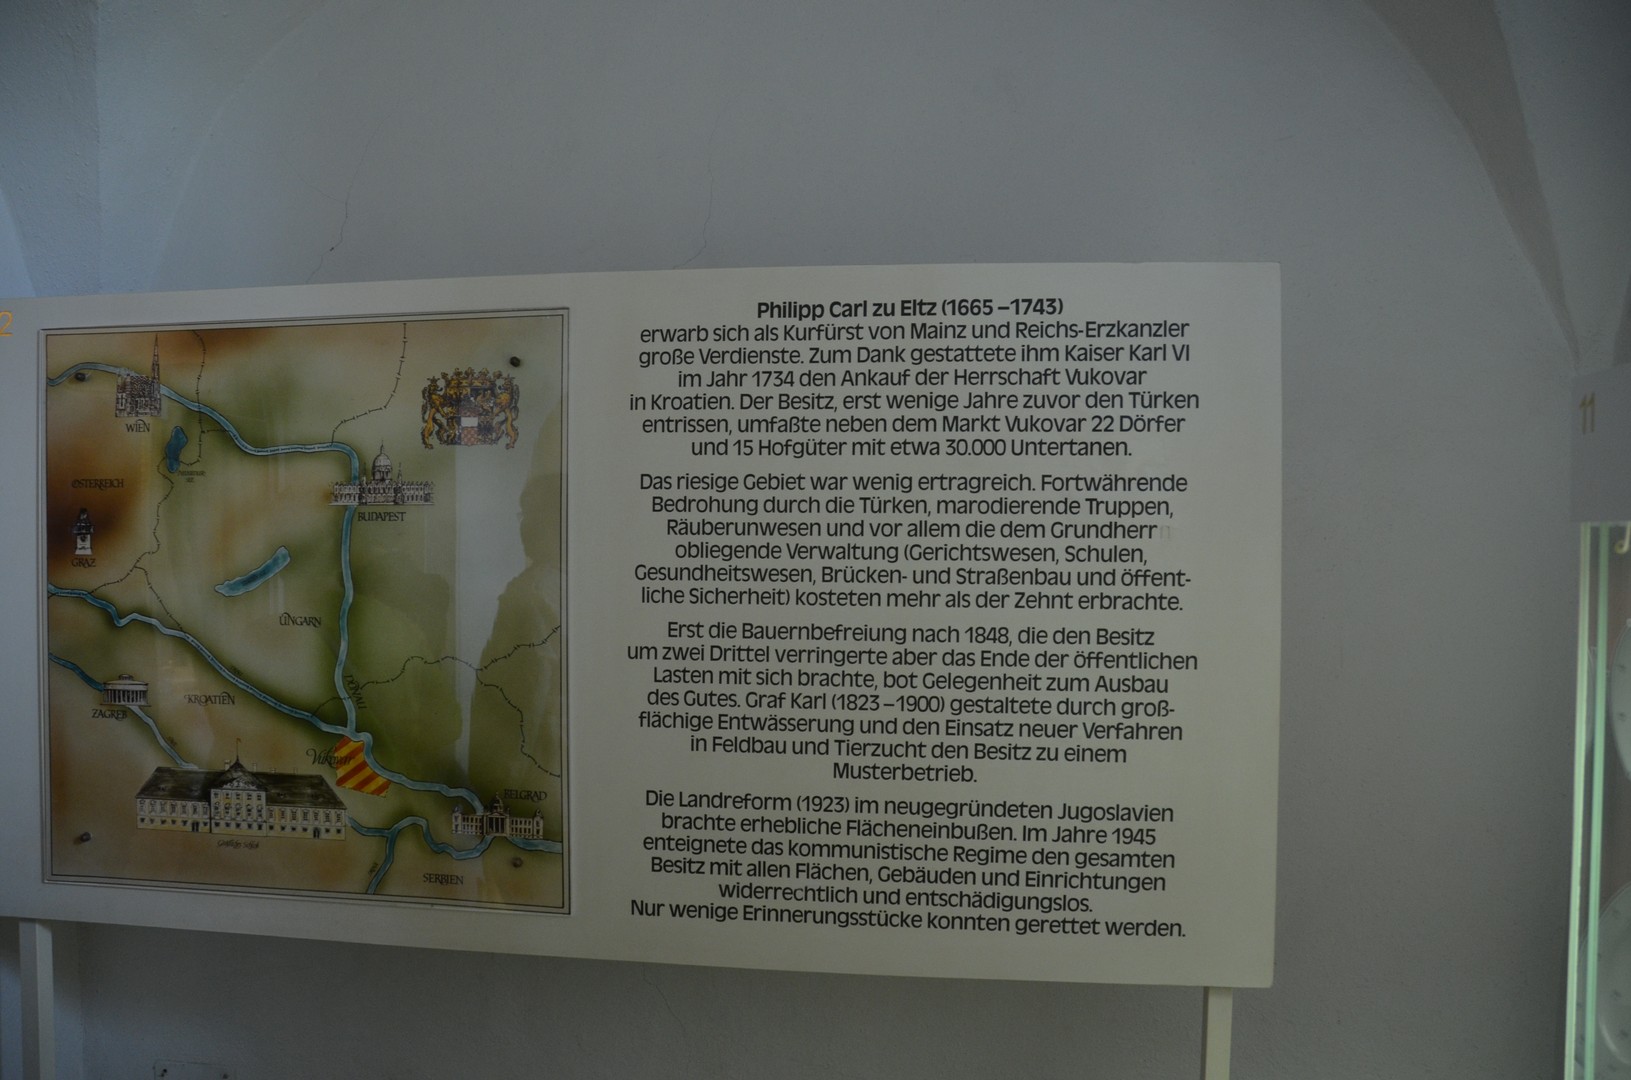 2
WIEN
ÖSTERREICH
BUDAPEST
GRAZ
UNGARN
DONAU
KROATIEN
ZAGREB
Vukovar
BELGRAD
SERBIEN
Philipp Carl zu Eltz (1665–1743)
erwarb sich als Kurfürst von Mainz und Reichs-Erzkanzler
große Verdienste. Zum Dank gestattete ihm Kaiser Karl VI
im Jahr 1734 den Ankauf der Herrschaft Vukovar
in Kroatien. Der Besitz, erst wenige Jahre zuvor den Türken
entrissen, umfaßte neben dem Markt Vukovar 22 Dörfer
und 15 Hofgüter mit etwa 30.000 Untertanen.
Das riesige Gebiet war wenig ertragreich. Fortwährende
Bedrohung durch die Türken, marodierende Truppen,
Räuberunwesen und vor allem die dem Grundherrn
obliegende Verwaltung (Gerichtswesen, Schulen,
Gesundheitswesen, Brücken- und Straßenbau und öffent-
liche Sicherheit) kosteten mehr als der Zehnt erbrachte.
Erst die Bauernbefreiung nach 1848, die den Besitz
um zwei Drittel verringerte aber das Ende der öffentlichen
Lasten mit sich brachte, bot Gelegenheit zum Ausbau
des Gutes. Graf Karl (1823–1900) gestaltete durch groß-
flächige Entwässerung und den Einsatz neuer Verfahren
in Feldbau und Tierzucht den Besitz zu einem
Musterbetrieb.
Die Landreform (1923) im neugegründeten Jugoslavien
brachte erhebliche Flächeneinbußen. Im Jahre 1945
enteignete das kommunistische Regime den gesamten
Besitz mit allen Flächen, Gebäuden und Einrichtungen
widerrechtlich und entschädigungslos.
Nur wenige Erinnerungsstücke konnten gerettet werden.
11